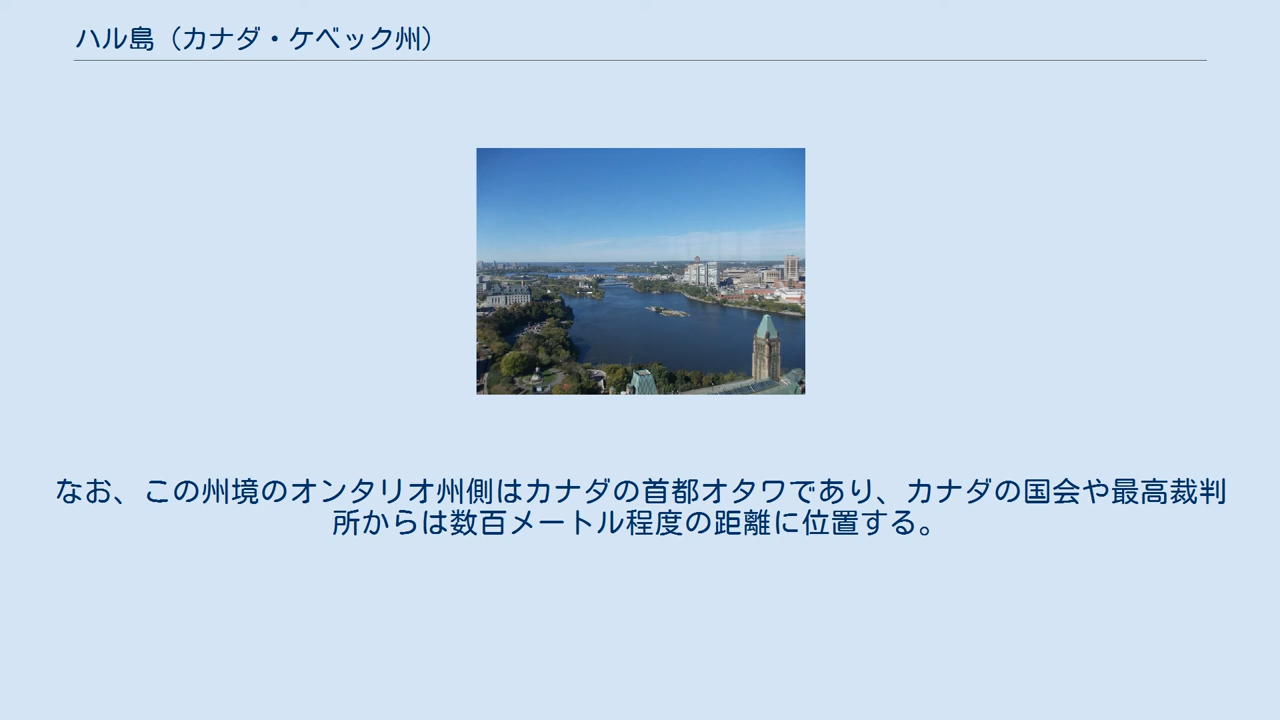 ハル島（カナダ・ケベック州）
なお、この州境のオンタリオ州側はカナダの首都オタワであり、カナダの国会や最高裁判
所からは数百メートル程度の距離に位置する。